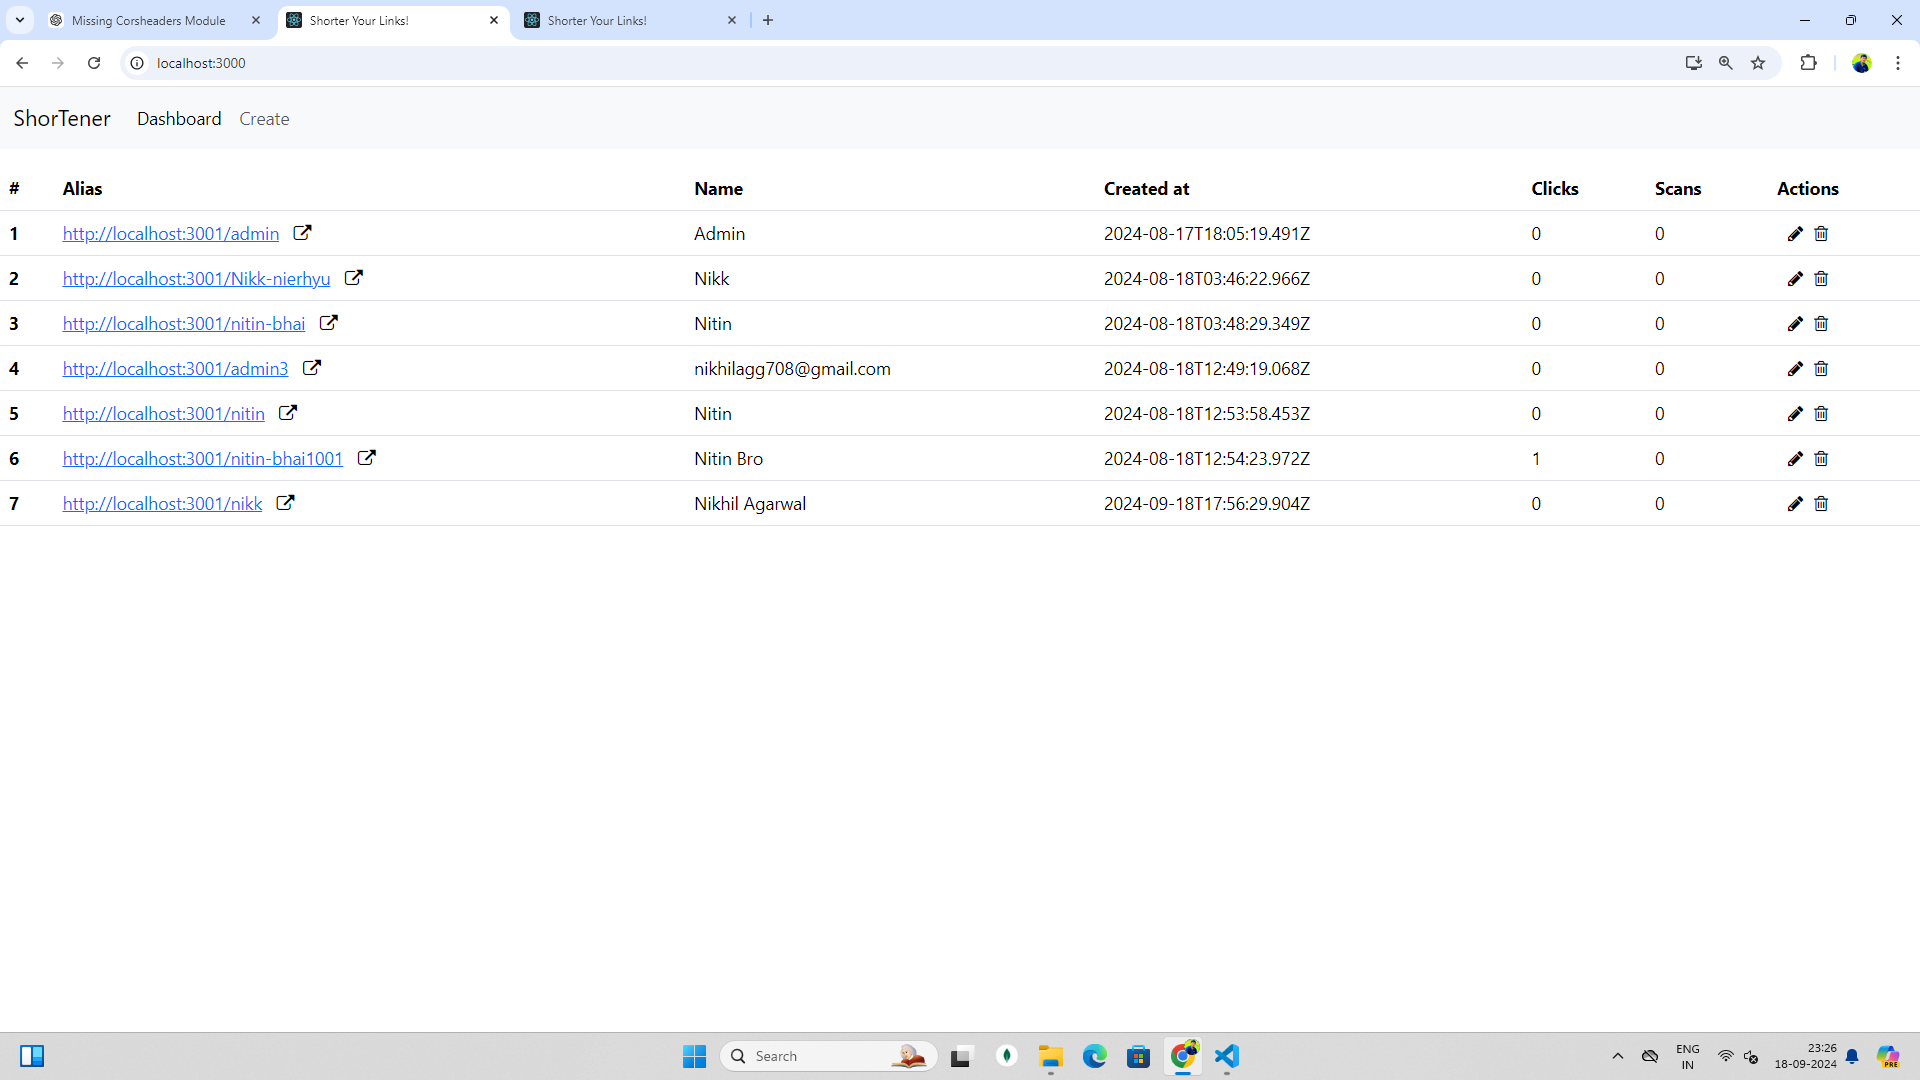 Missing Corsheaders Module
Shorter Your Links!
Shorter Your Links!
localhost:3000
ShorTener Dashboard Create
# Alias Name Created at Clicks Scans Actions
1 http://localhost:3001/admin Admin 2024-08-17T18:05:19.491Z 0 0
2 http://localhost:3001/Nikk-nierhyu Nikk 2024-08-18T03:46:22.966Z 0 0
3 http://localhost:3001/nitin-bhai Nitin 2024-08-18T03:48:29.349Z 0 0
4 http://localhost:3001/admin3 nikhilagg708@gmail.com 2024-08-18T12:49:19.068Z 0 0
5 http://localhost:3001/nitin Nitin 2024-08-18T12:53:58.453Z 0 0
6 http://localhost:3001/nitin-bhai1001 Nitin Bro 2024-08-18T12:54:23.972Z 1 0
7 http://localhost:3001/nikk Nikhil Agarwal 2024-09-18T17:56:29.904Z 0 0
Search
ENG
IN
23:26
18-09-2024
PRE